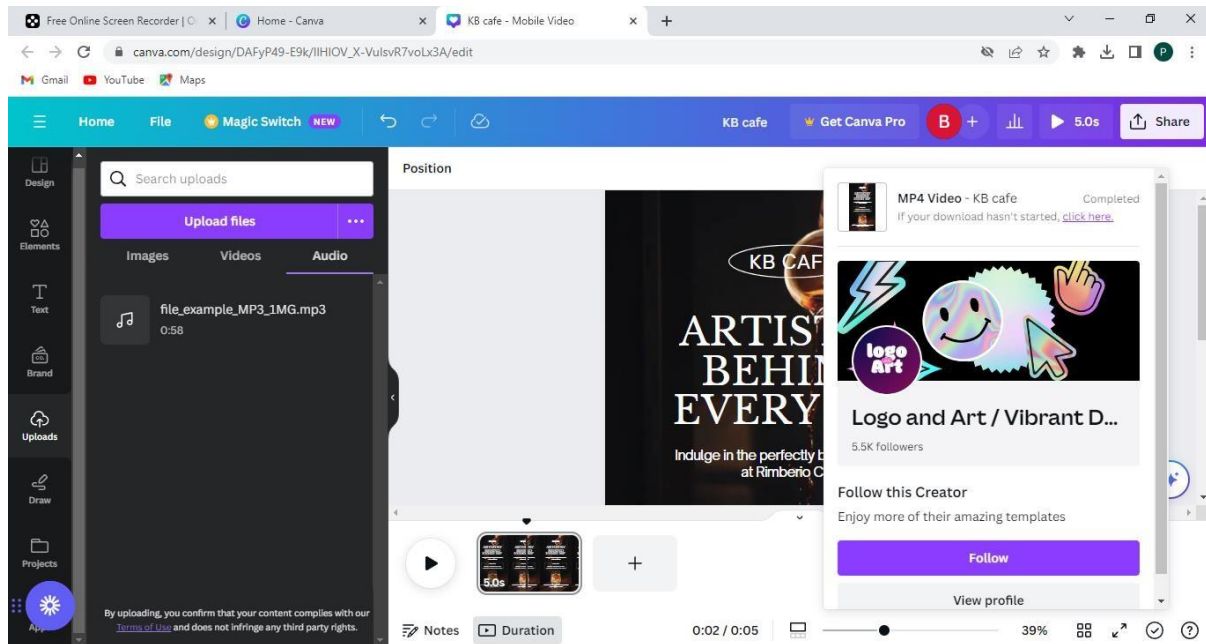 Free Online Screen Recorder | O
Home - Canva
KB cafe - Mobile Video
canva.com/design/DAFyP49-E9k/IIHIOV_X-VulsvR7voLx3A/edit
P
Gmail
YouTube
Maps
Home
File
Magic Switch
NEW
KB cafe
Get Canva Pro
B
5.0s
Share
Design
Elements
Text
Brand
Uploads
Draw
Projects
Search uploads
Upload files
Images
Videos
Audio
file_example_MP3_1MG.mp3
0:58
By uploading, you confirm that your content complies with our
Terms of Use and does not infringe any third party rights.
Position
KB CAF
ARTIS
BEHI
EVERY
Indulge in the perfectly b
at Rimberio C
MP4 Video - KB cafe
Completed
If your download hasn't started, click here.
logo
Art
Logo and Art / Vibrant D...
5.5K followers
Follow this Creator
Enjoy more of their amazing templates
Follow
View profile
5.0s
Notes
Duration
0:02 / 0:05
39%